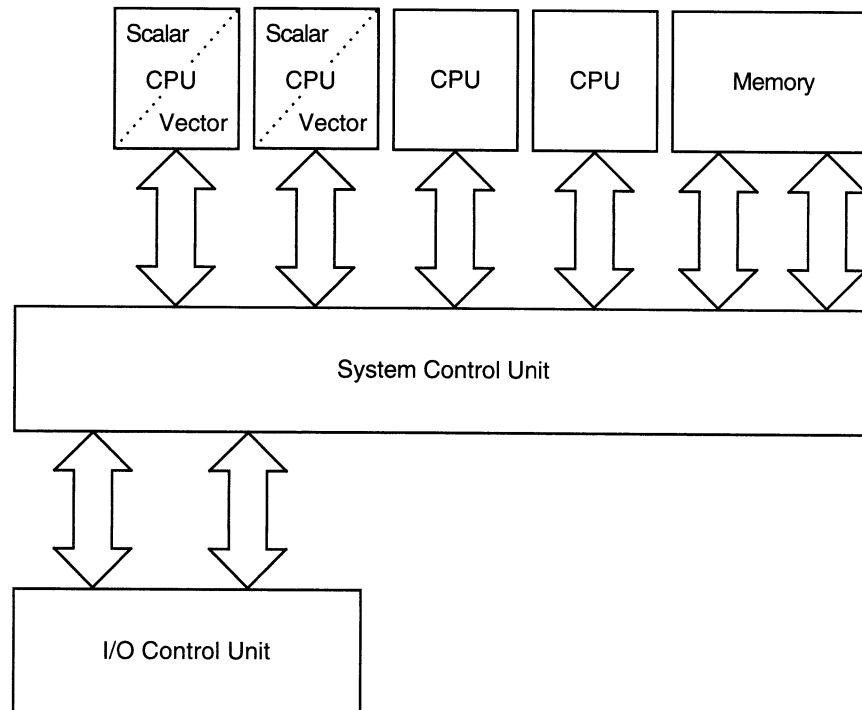 Scalar
CPU
Vector
Scalar
CPU
Vector
CPU
CPU
Memory
System Control Unit
I/O Control Unit